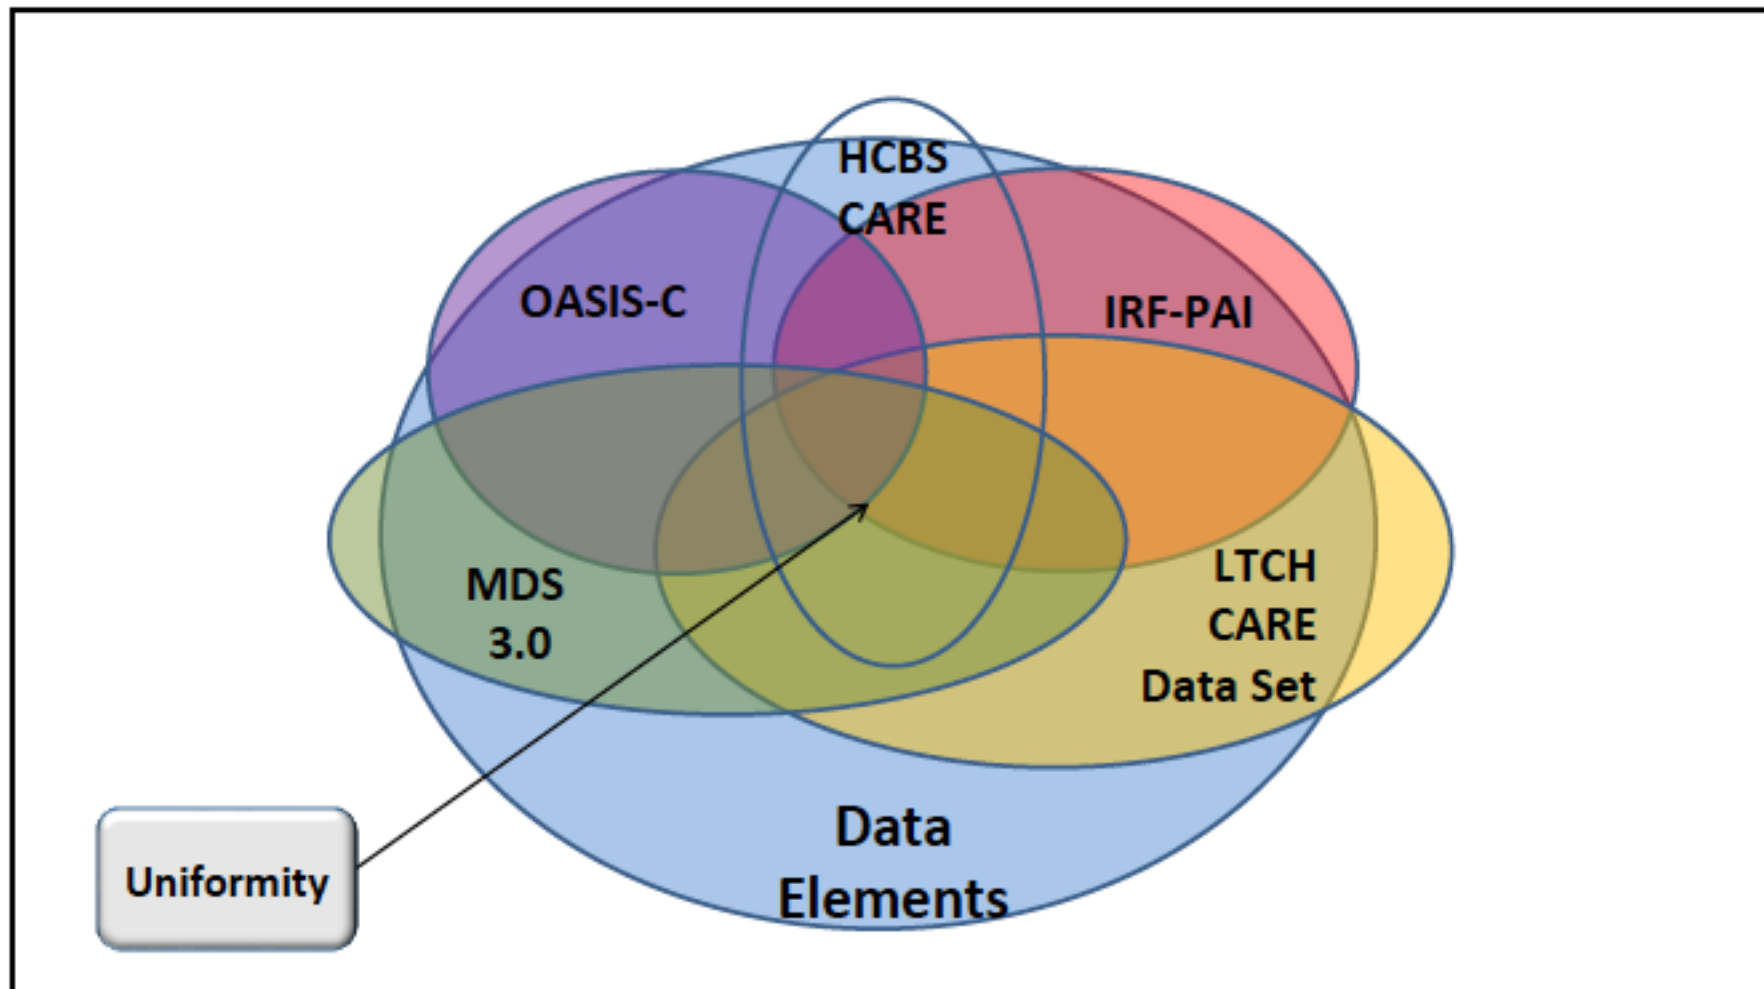 HCBS
CARE
OASIS-C
IRF-PAI
MDS
3.0
LTCH
CARE
Data Set
Data
Elements
Uniformity